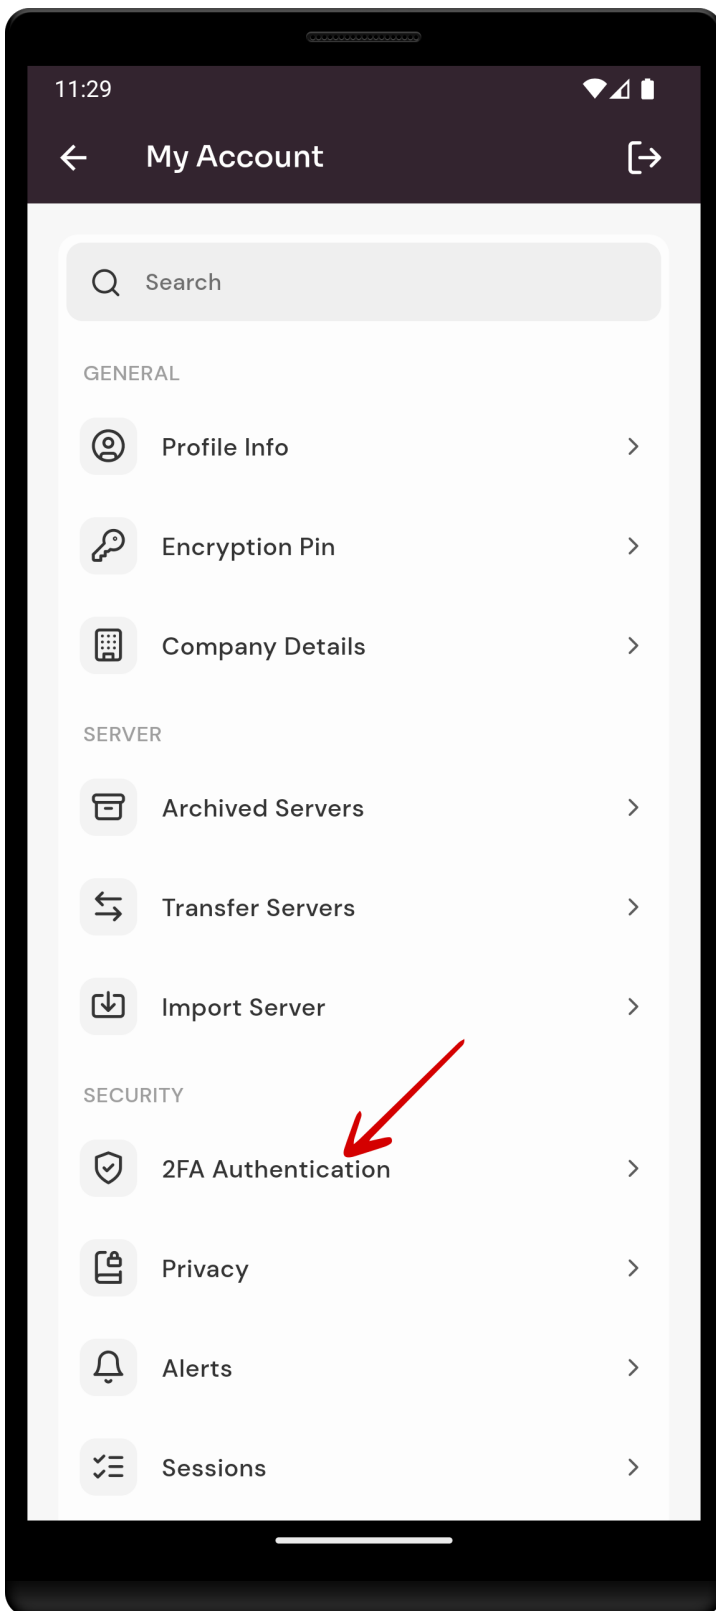 11:29
My Account
Search
GENERAL
Profile Info
Encryption Pin
Company Details
SERVER
Archived Servers
Transfer Servers
Import Server
SECURITY
2FA Authentication
Privacy
Alerts
Sessions